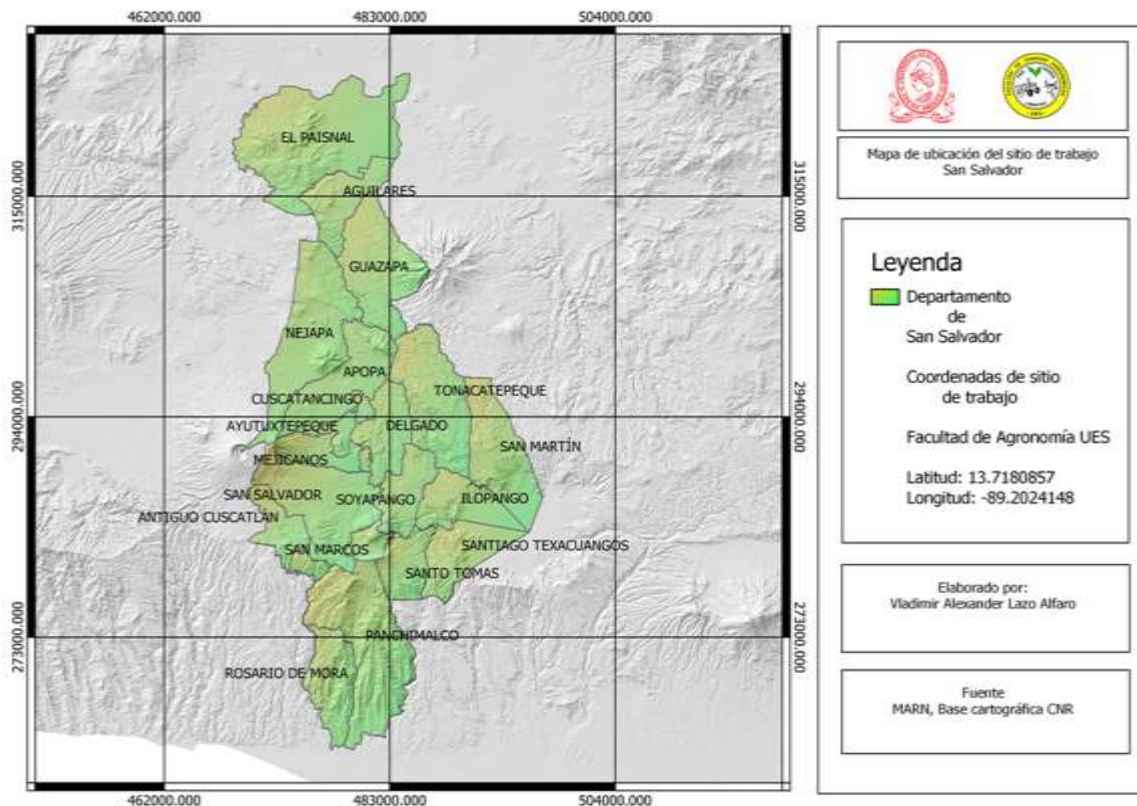 462000.000
483000.000
504000.000
315000.000
315000.000
294000.000
294000.000
273000.000
273000.000
EL PAISNAL
AGUILARES
GUAZAPA
NEJAPA
APOPA
TONACATEPEQUE
CUSCATANCINGO
AYUTUXTEPEQUE
DELGADO
SAN MARTÍN
MEJICANOS
SAN SALVADOR
SOYAPANGO
ILOPANGO
ANTIGUO CUSCATLAN
SAN MARCOS
SANTIAGO TEXACUANGOS
SANTO TOMAS
PANCHIMALCO
ROSARIO DE MORA
462000.000
483000.000
504000.000
Mapa de ubicación del sitio de trabajo
San Salvador
Leyenda
Departamento
de
San Salvador
Coordenadas de sitio
de trabajo
Facultad de Agronomía UES
Latitud: 13.7180857
Longitud: -89.2024148
Elaborado por:
Vladimir Alexander Lazo Alfaro
Fuente
MARN, Base cartográfica CNR